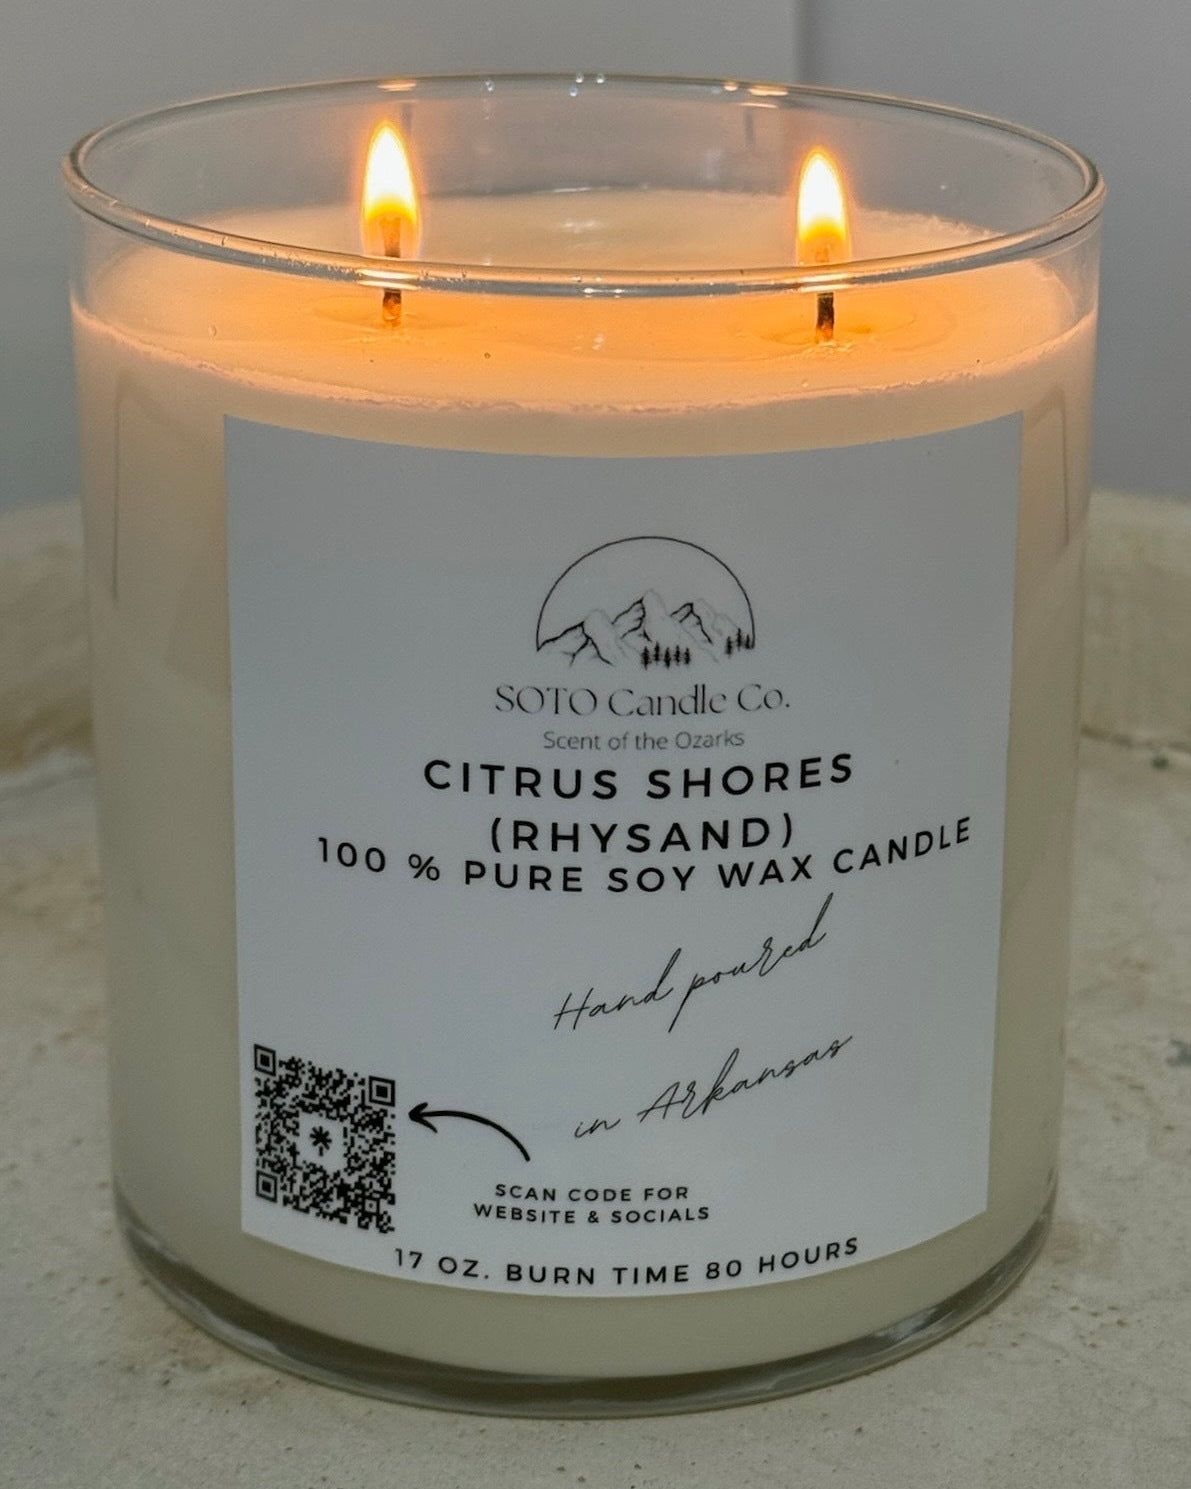 SOTO Candle Co.
Scent of the Ozarks
CITRUS SHORES
(RHYSAND)
100 % PURE SOY WAX CANDLE
Hand poured
in Arkansas
SCAN CODE FOR
WEBSITE & SOCIALS
17 OZ. BURN TIME 80 HOURS